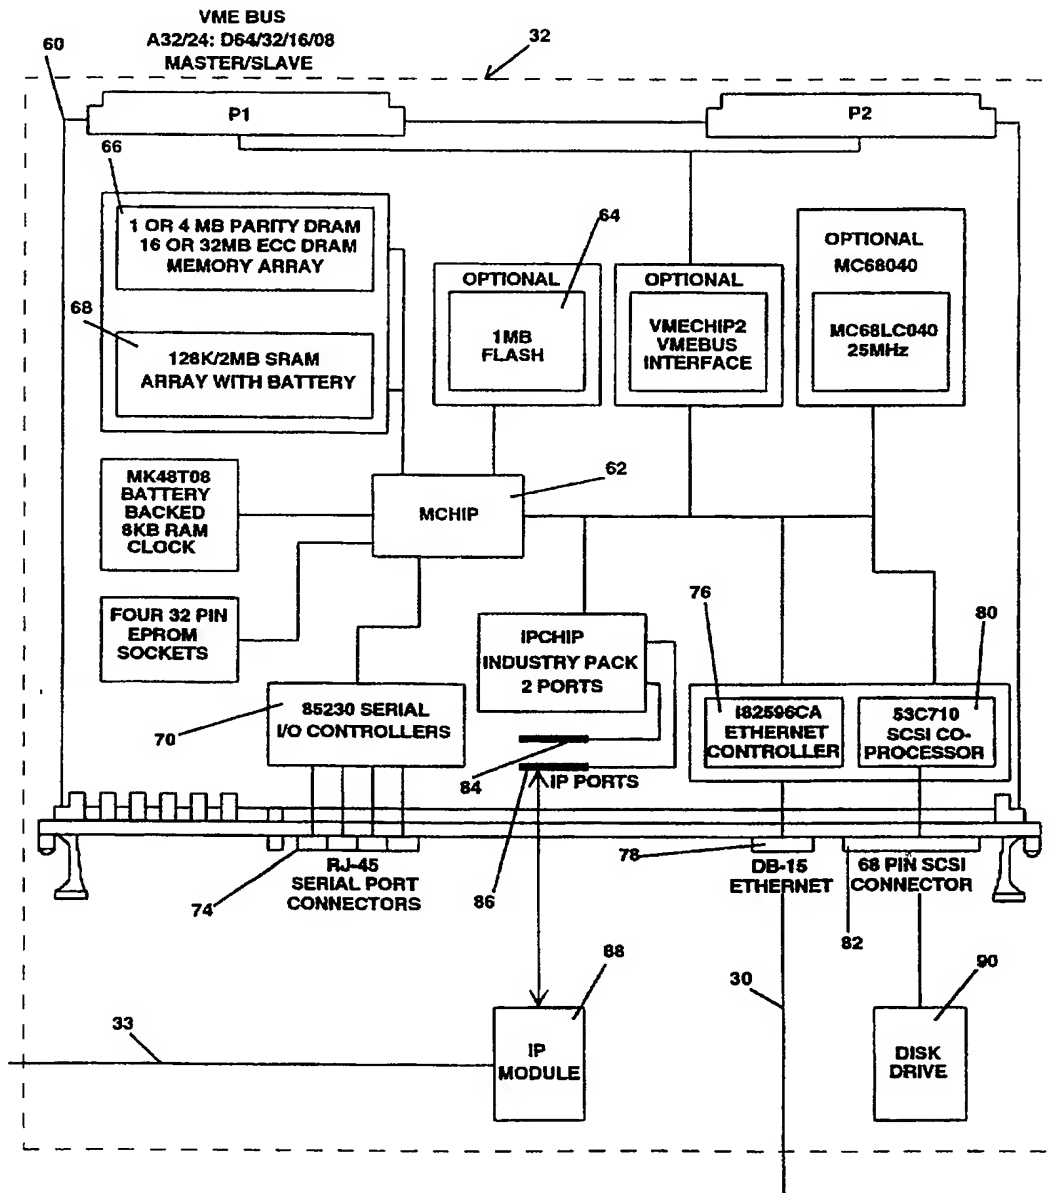 VME BUS
A32/24: D64/32/16/08
MASTER/SLAVE
60
32
P1
P2
66
1 OR 4 MB PARITY DRAM
16 OR 32MB ECC DRAM
MEMORY ARRAY
64
OPTIONAL
MC68040
OPTIONAL
OPTIONAL
68
128K/2MB SRAM
ARRAY WITH BATTERY
1MB
FLASH
VMECHIP2
VMEBUS
INTERFACE
MC68LC040
25MHz
MK48T08
BATTERY
BACKED
8KB RAM
CLOCK
62
MCHIP
FOUR 32 PIN
EPROM
SOCKETS
IPCHIP
INDUSTRY PACK
2 PORTS
76
80
85230 SERIAL
I/O CONTROLLERS
I82596CA
ETHERNET
CONTROLLER
53C710
SCSI CO-
PROCESSOR
70
84
IP PORTS
74
RJ-45
SERIAL PORT
CONNECTORS
86
78
DB-15
ETHERNET
68 PIN SCSI
CONNECTOR
82
88
30
90
33
IP
MODULE
DISK
DRIVE